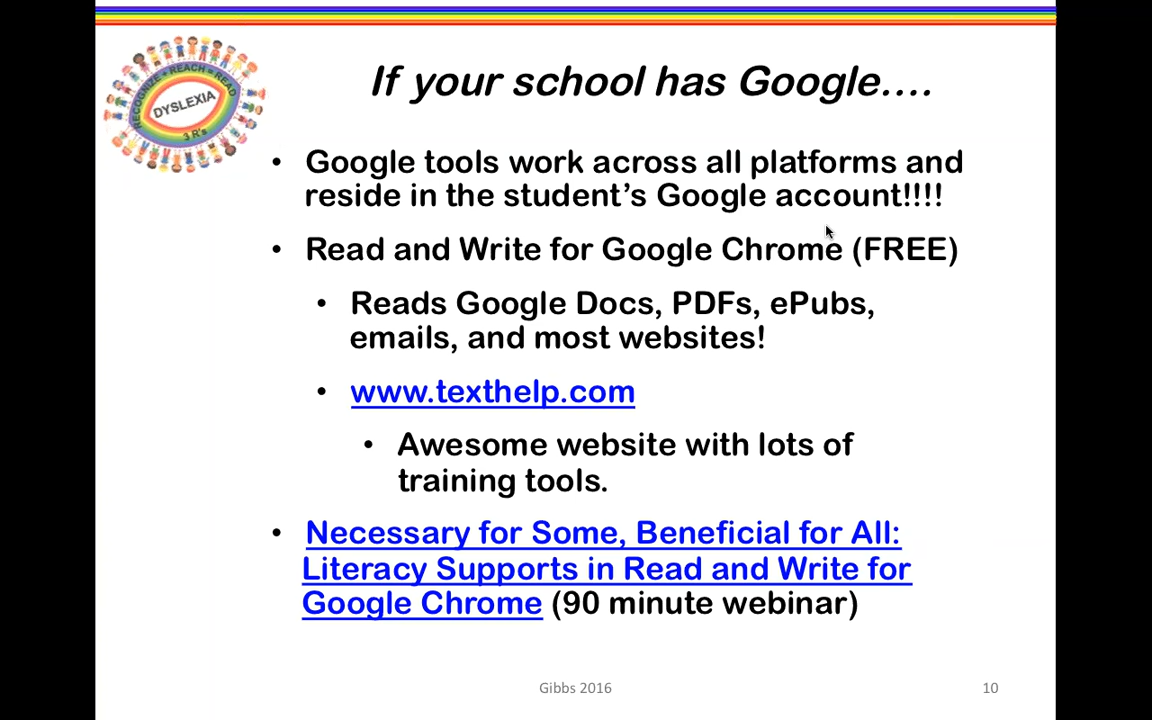 RECOGNIZE + REACH = READ
DYSLEXIA
3 R's
If your school has Google....
• Google tools work across all platforms and
reside in the student’s Google account!!!!
• Read and Write for Google Chrome (FREE)
• Reads Google Docs, PDFs, ePubs,
emails, and most websites!
• www.texthelp.com
• Awesome website with lots of
training tools.
• Necessary for Some, Beneficial for All:
Literacy Supports in Read and Write for
Google Chrome (90 minute webinar)
Gibbs 2016
10